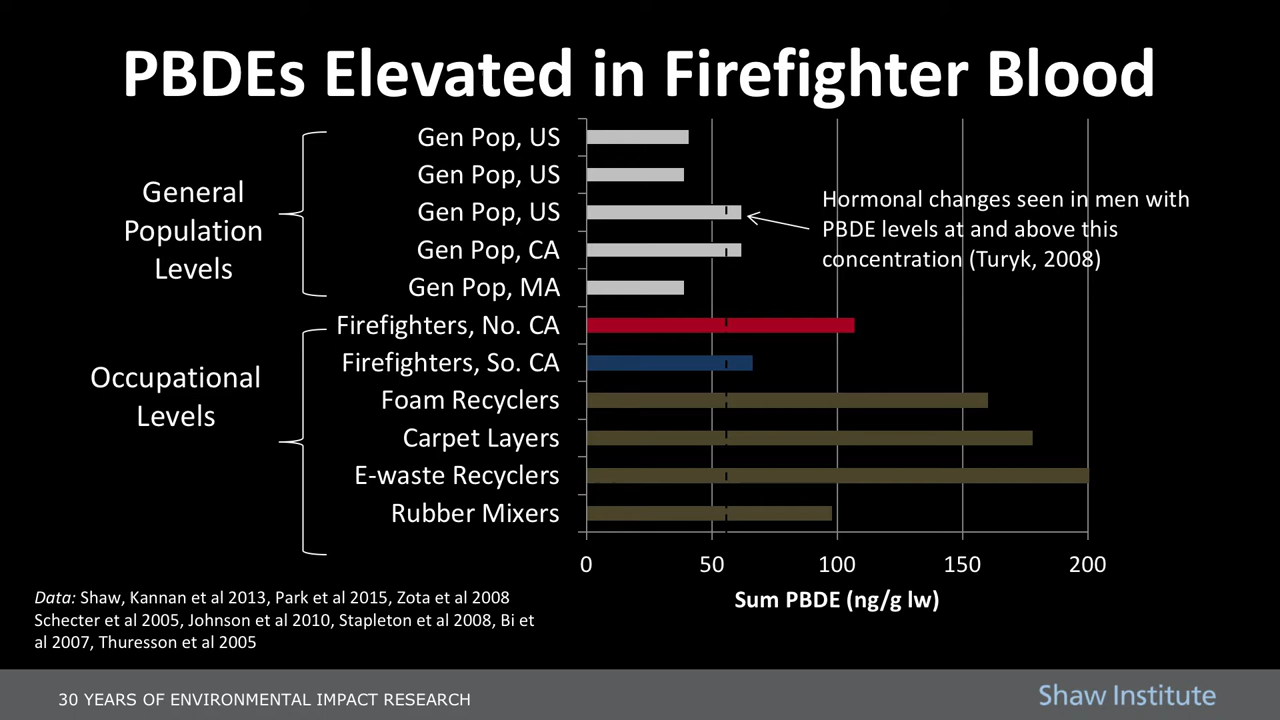 PBDEs Elevated in Firefighter Blood
General
Population
Levels
Occupational
Levels
Gen Pop, US
Gen Pop, US
Gen Pop, US
Gen Pop, CA
Gen Pop, MA
Firefighters, No. CA
Firefighters, So. CA
Foam Recyclers
Carpet Layers
E-waste Recyclers
Rubber Mixers
Hormonal changes seen in men with
PBDE levels at and above this
concentration (Turyk, 2008)
0 50 100 150 200
Sum PBDE (ng/g lw)
Data: Shaw, Kannan et al 2013, Park et al 2015, Zota et al 2008
Schecter et al 2005, Johnson et al 2010, Stapleton et al 2008, Bi et
al 2007, Thuresson et al 2005
30 YEARS OF ENVIRONMENTAL IMPACT RESEARCH
Shaw Institute